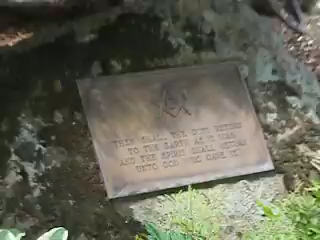 THEN SHALL THE DUST RETURN
TO THE EARTH AS IT WAS
AND THE SPIRIT SHALL RETURN
UNTO GOD WHO GAVE IT.